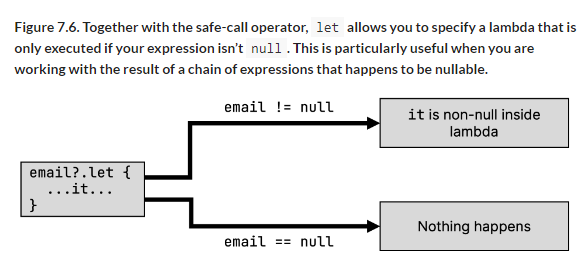 Figure 7.6. Together with the safe-call operator, let allows you to specify a lambda that is
only executed if your expression isn't null . This is particularly useful when you are
working with the result of a chain of expressions that happens to be nullable.
email != null
it is non-null inside
lambda
email?.let {
...it...
}
Nothing happens
email == null